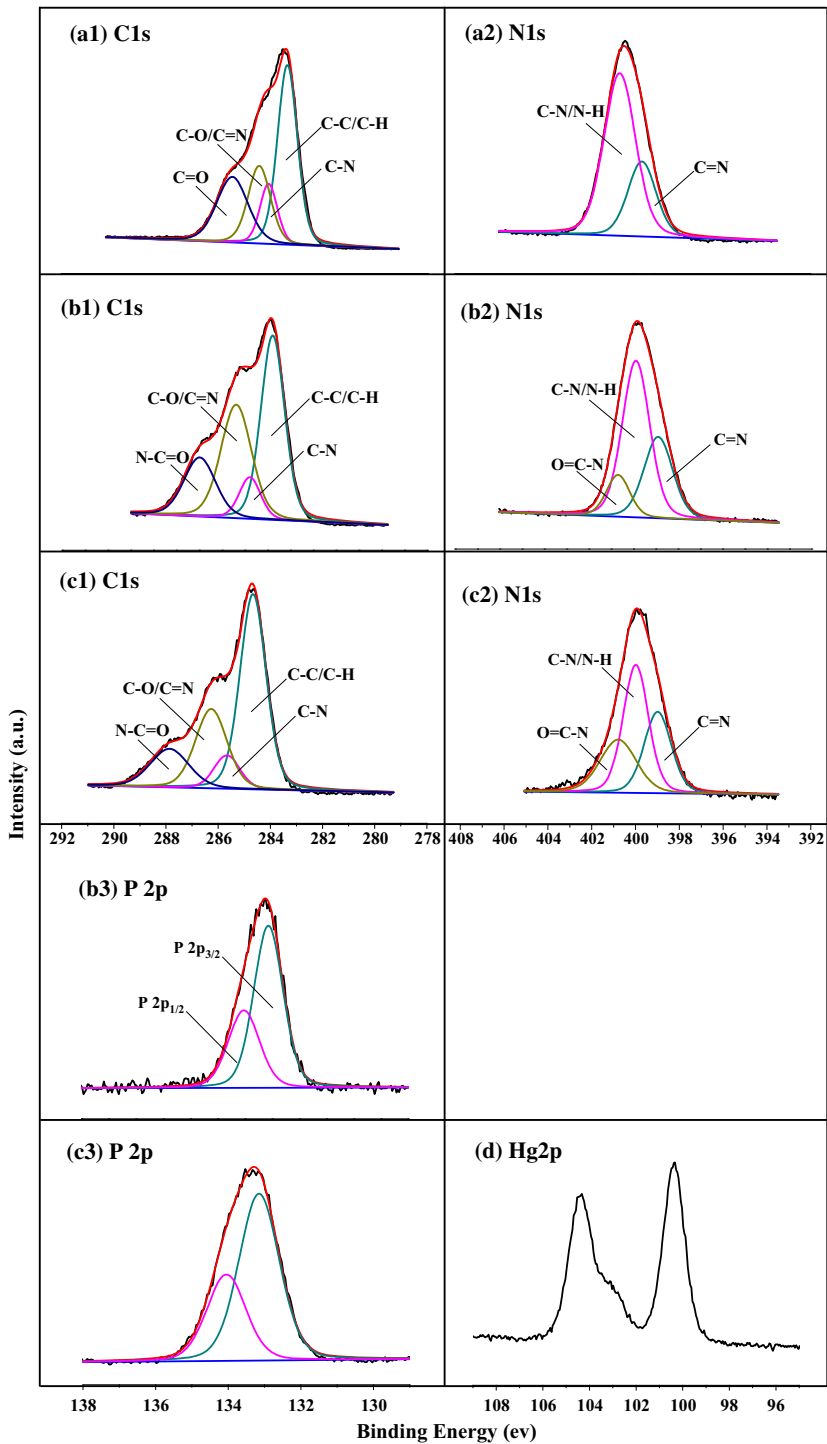 (a1) C1s
C-O/C=N
C-C/C-H
C-N
C=O
(a2) N1s
C-N/N-H
C=N
(b1) C1s
C-O/C=N
C-C/C-H
N-C=O
C-N
(b2) N1s
C-N/N-H
C=N
O=C-N
(c1) C1s
C-O/C=N
C-C/C-H
N-C=O
C-N
292 290 288 286 284 282 280 278
(c2) N1s
C-N/N-H
O=C-N
C=N
408 406 404 402 400 398 396 394 392
Intensity (a.u.)
(b3) P 2p
P 2p3/2
P 2p1/2
(c3) P 2p
138 136 134 133 132 130
(d) Hg2p
108 106 104 102 100 98 96
Binding Energy (ev)